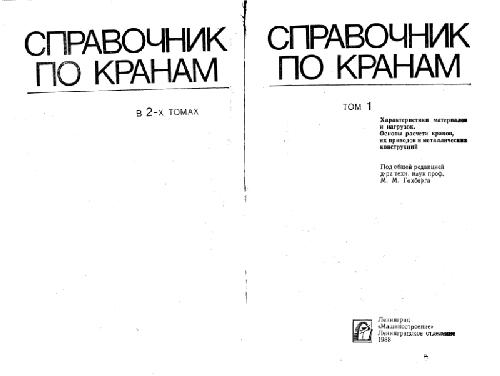 СПРАВОЧНИК
ПО КРАНАМ
В 2-Х ТОМАХ
СПРАВОЧНИК
ПО КРАНАМ
ТОМ 1
Характеристики материалов
и нагрузок.
Основы расчета кранов,
их приводов и металлических
конструкций
Под общей редакцией
д-ра техн. наук проф.
М. М. Гохберга
Ленинград
«Машиностроение»
Ленинградское отделение
1988